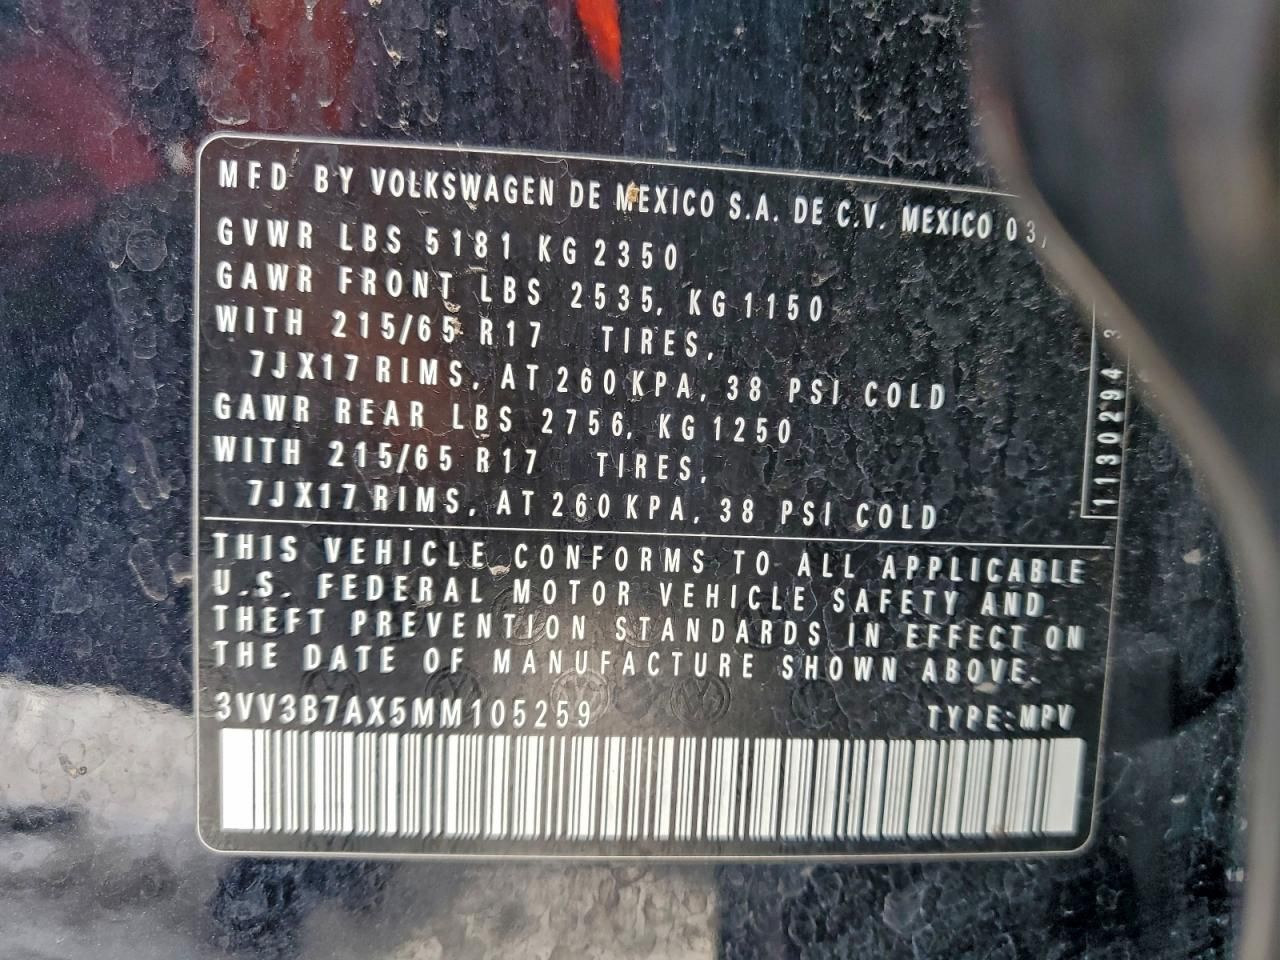 MFD BY VOLKSWAGEN DE MEXICO S.A. DE C.V. MEXICO 03/
GVWR LBS 5181 KG 2350
GAWR FRONT LBS 2535, KG 1150
WITH 215/65 R17 TIRES,
7JX17 RIMS, AT 260 KPA, 38 PSI COLD
GAWR REAR LBS 2756, KG 1250
WITH 215/65 R17 TIRES,
7JX17 RIMS, AT 260 KPA, 38 PSI COLD
1130294 3
THIS VEHICLE CONFORMS TO ALL APPLICABLE
U.S. FEDERAL MOTOR VEHICLE SAFETY AND
THEFT PREVENTION STANDARDS IN EFFECT ON
THE DATE OF MANUFACTURE SHOWN ABOVE.
3VV3B7AX5MM105259 TYPE:MPV